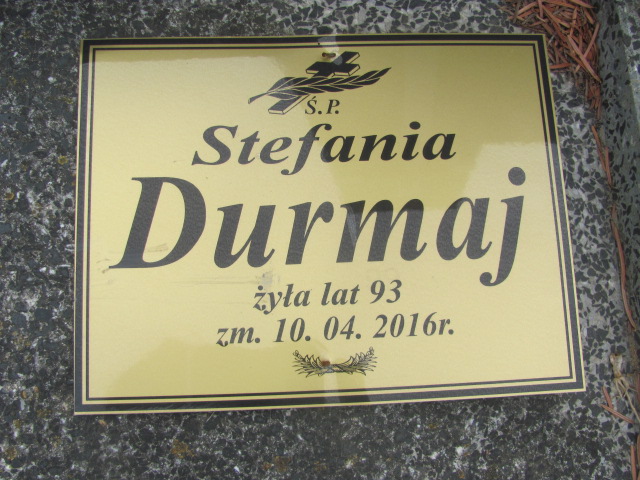 Ś.P.
Stefania
Durmaj
żyła lat 93
zm. 10. 04. 2016r.